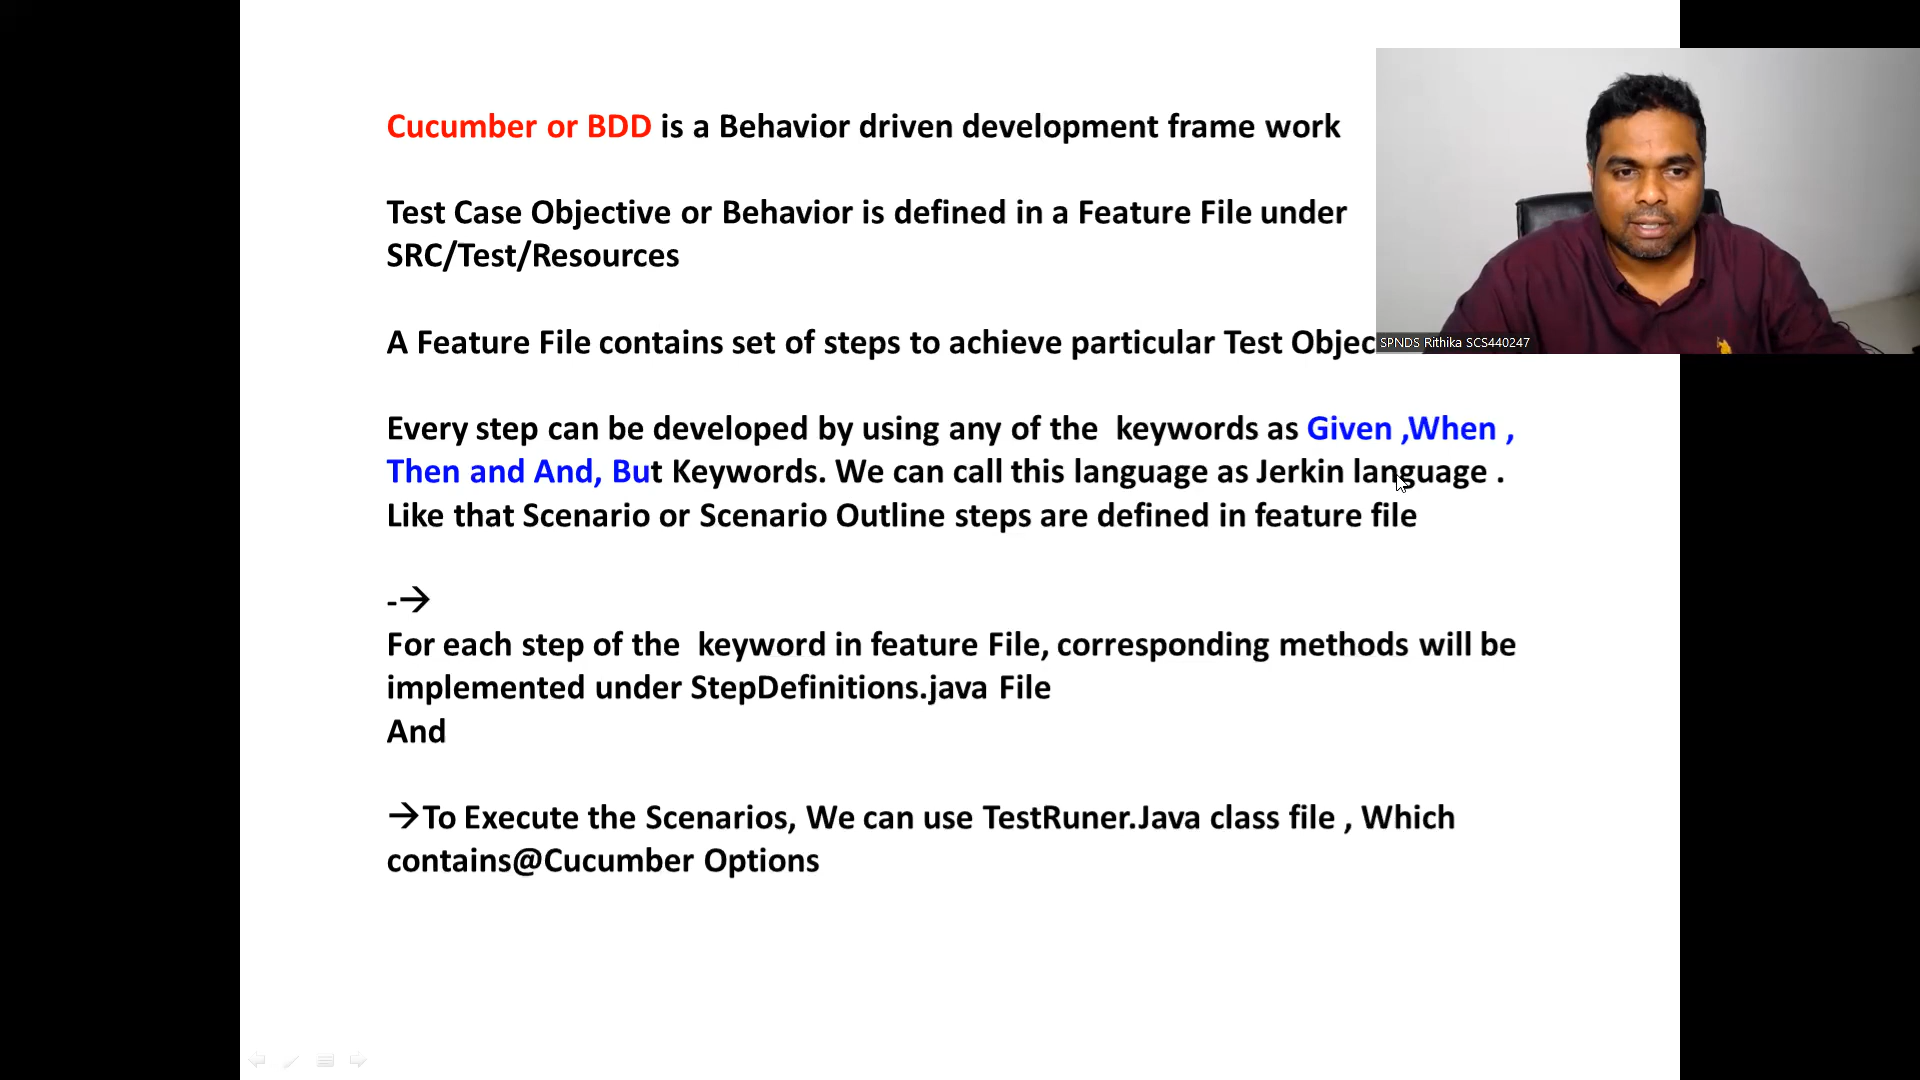 Cucumber or BDD is a Behavior driven development frame work
Test Case Objective or Behavior is defined in a Feature File under
SRC/Test/Resources
A Feature File contains set of steps to achieve particular Test Objec
SPNDS Rithika SCS440247
Every step can be developed by using any of the keywords as Given ,When ,
Then and And, But Keywords. We can call this language as Jerkin language .
Like that Scenario or Scenario Outline steps are defined in feature file
-→
For each step of the keyword in feature File, corresponding methods will be
implemented under StepDefinitions.java File
And
→To Execute the Scenarios, We can use TestRuner.Java class file , Which
contains@Cucumber Options